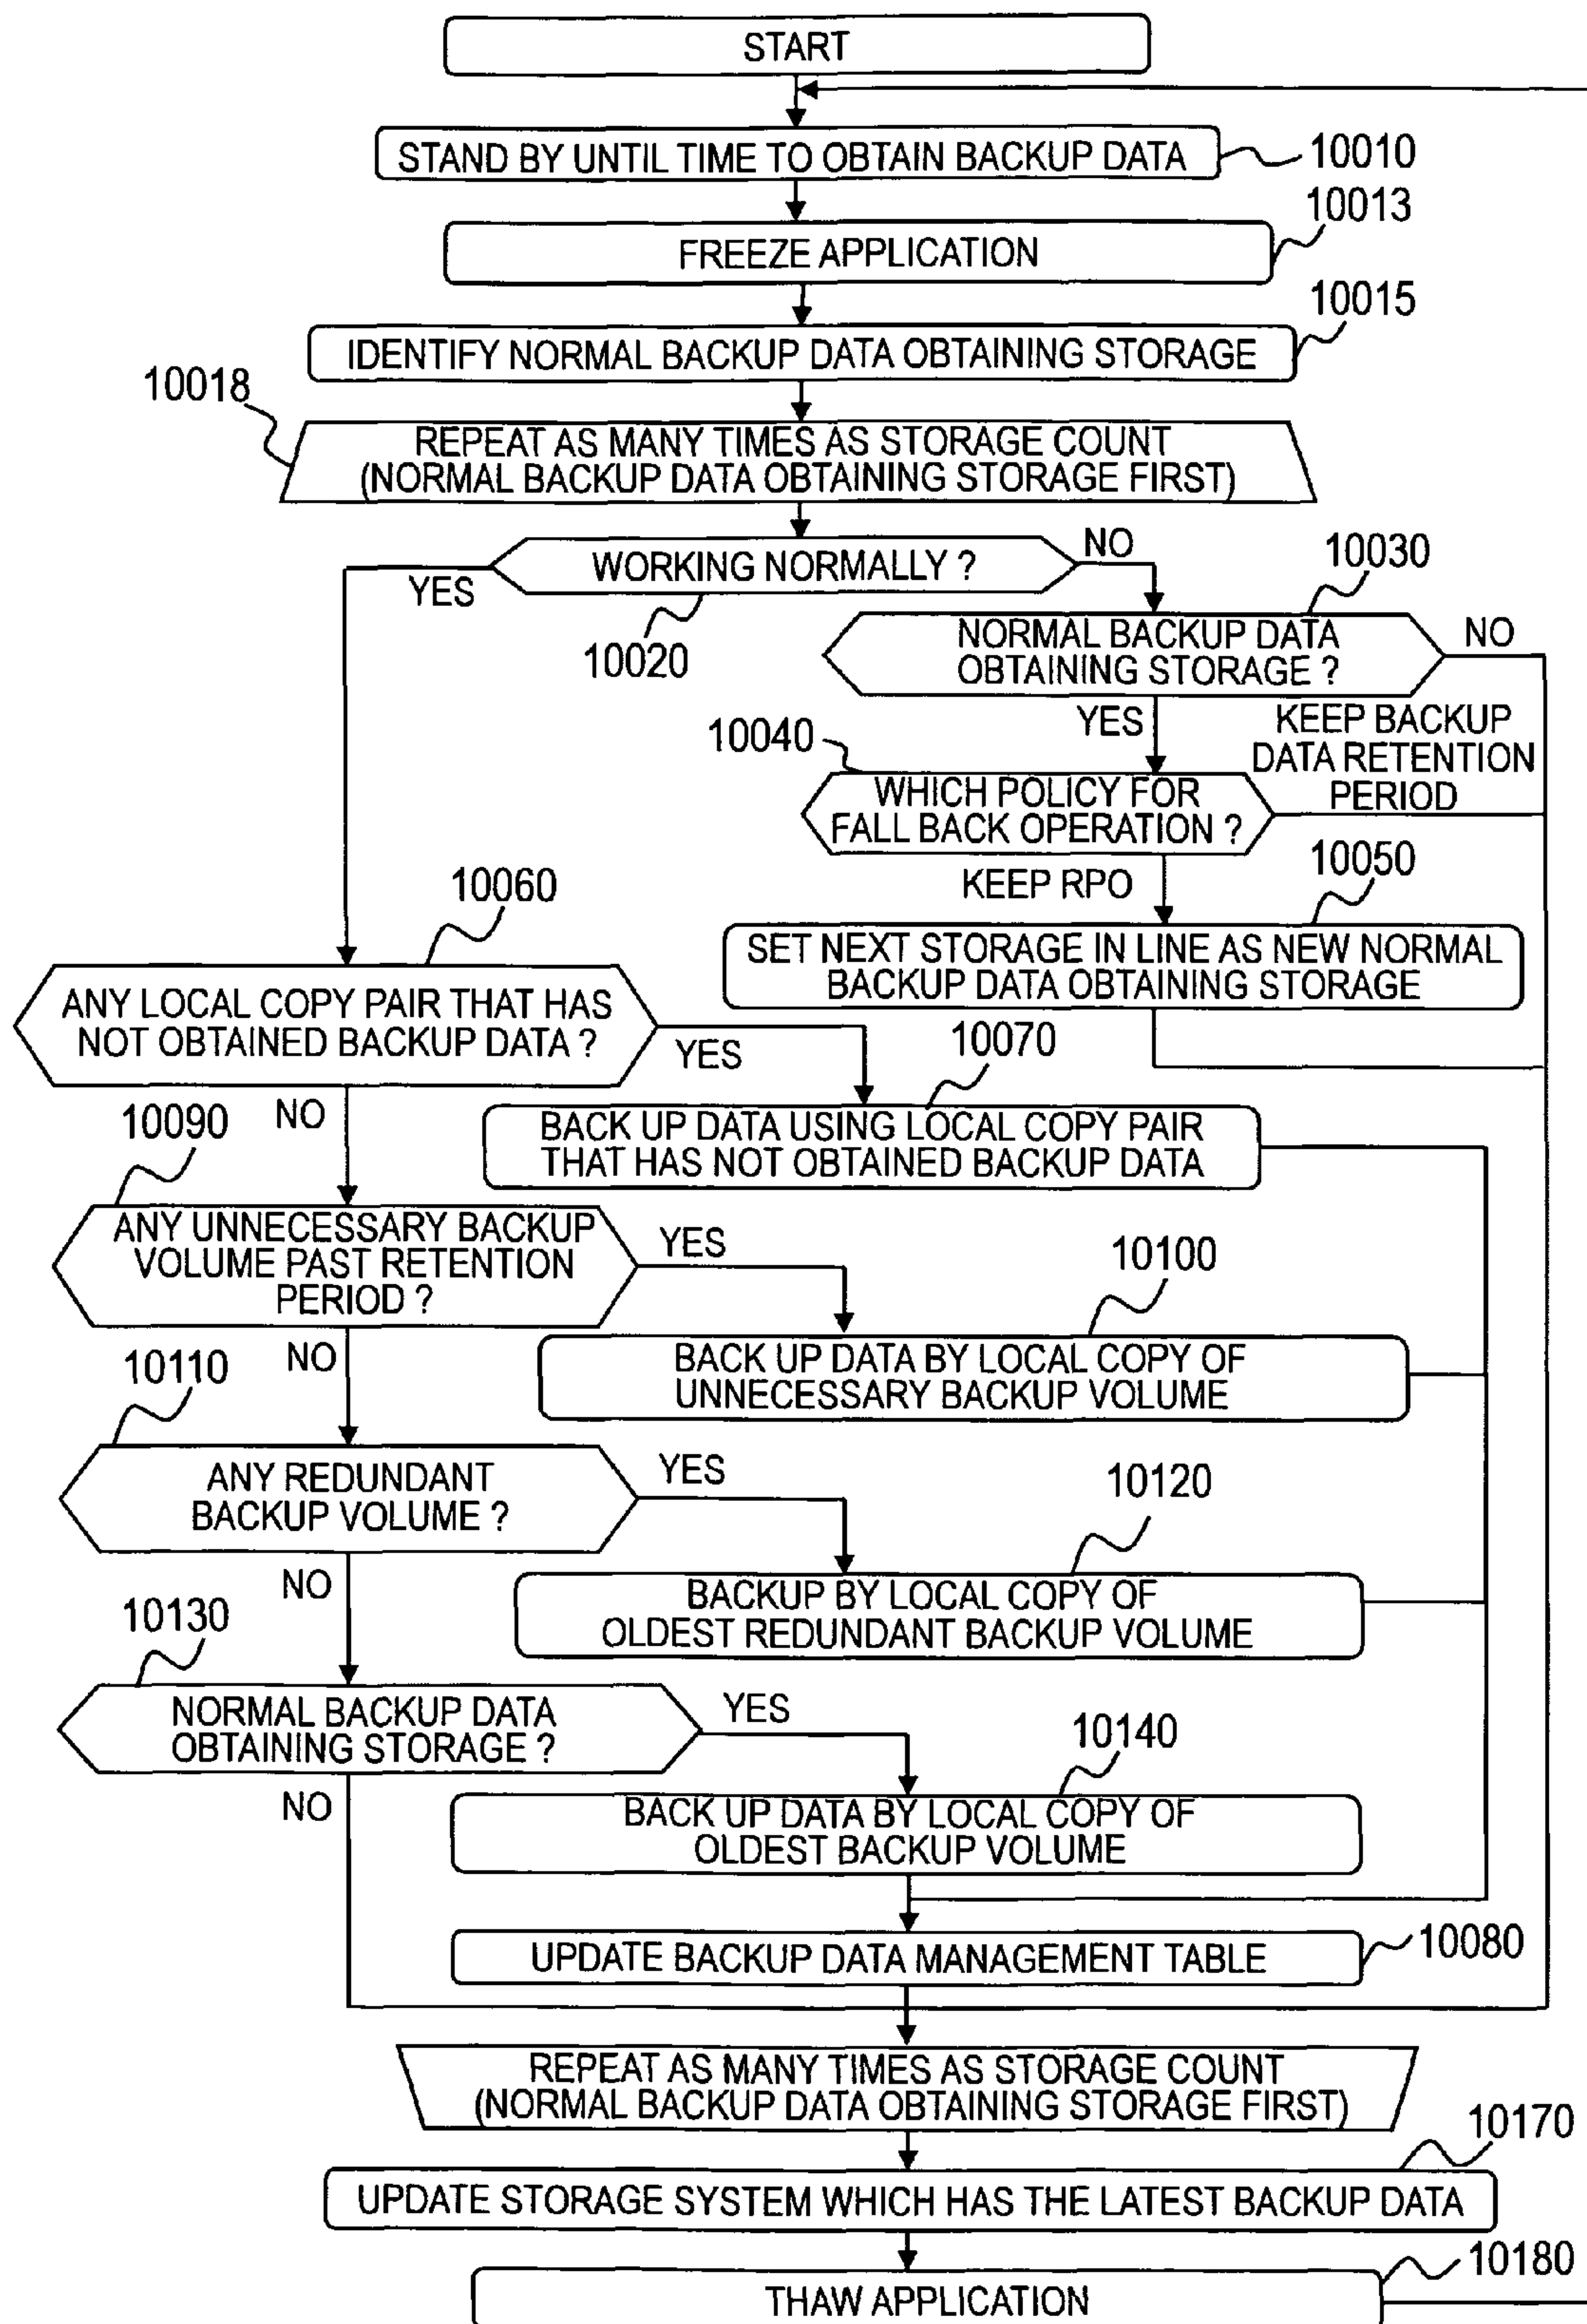 START
STAND BY UNTIL TIME TO OBTAIN BACKUP DATA
10010
10013
FREEZE APPLICATION
10015
IDENTIFY NORMAL BACKUP DATA OBTAINING STORAGE
10018
REPEAT AS MANY TIMES AS STORAGE COUNT
(NORMAL BACKUP DATA OBTAINING STORAGE FIRST)
WORKING NORMALLY ?
NO
YES
10020
10030
NORMAL BACKUP DATA
OBTAINING STORAGE ?
NO
YES
KEEP BACKUP
DATA RETENTION
PERIOD
10040
WHICH POLICY FOR
FALL BACK OPERATION ?
KEEP RPO
10050
SET NEXT STORAGE IN LINE AS NEW NORMAL
BACKUP DATA OBTAINING STORAGE
10060
ANY LOCAL COPY PAIR THAT HAS
NOT OBTAINED BACKUP DATA ?
YES
10070
NO
BACK UP DATA USING LOCAL COPY PAIR
THAT HAS NOT OBTAINED BACKUP DATA
10090
ANY UNNECESSARY BACKUP
VOLUME PAST RETENTION
PERIOD ?
YES
10100
NO
BACK UP DATA BY LOCAL COPY OF
UNNECESSARY BACKUP VOLUME
10110
ANY REDUNDANT
BACKUP VOLUME ?
YES
10120
NO
BACKUP BY LOCAL COPY OF
OLDEST REDUNDANT BACKUP VOLUME
10130
NORMAL BACKUP DATA
OBTAINING STORAGE ?
YES
10140
NO
BACK UP DATA BY LOCAL COPY OF
OLDEST BACKUP VOLUME
UPDATE BACKUP DATA MANAGEMENT TABLE
10080
REPEAT AS MANY TIMES AS STORAGE COUNT
(NORMAL BACKUP DATA OBTAINING STORAGE FIRST)
10170
UPDATE STORAGE SYSTEM WHICH HAS THE LATEST BACKUP DATA
10180
THAW APPLICATION